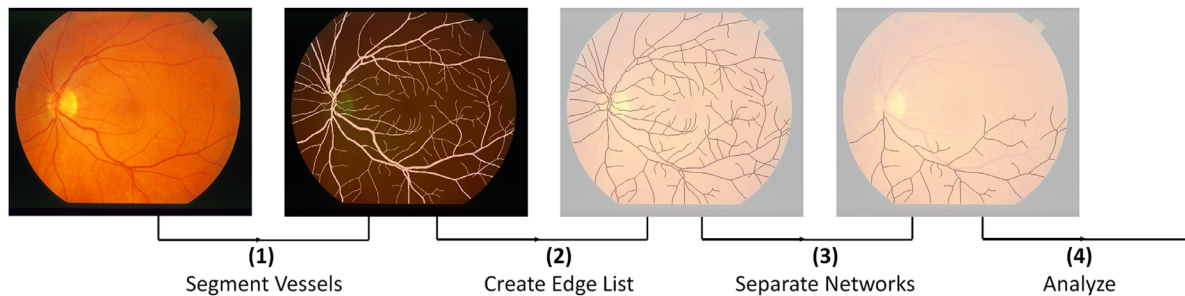 (1)
Segment Vessels
(2)
Create Edge List
(3)
Separate Networks
(4)
Analyze